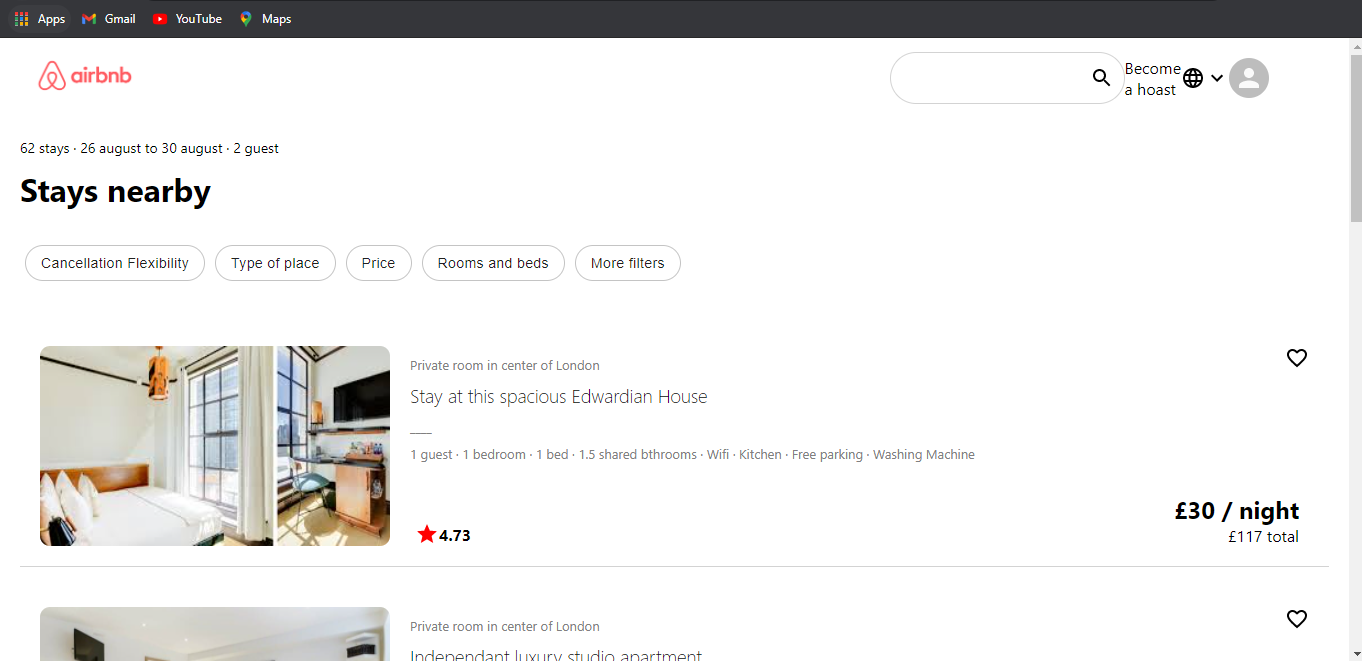 Apps Gmail YouTube Maps
airbnb
Become
a hoast
62 stays · 26 august to 30 august · 2 guest
Stays nearby
Cancellation Flexibility Type of place Price Rooms and beds More filters
Private room in center of London
Stay at this spacious Edwardian House
1 guest · 1 bedroom · 1 bed · 1.5 shared bthrooms · Wifi · Kitchen · Free parking · Washing Machine
£30 / night
4.73
£117 total
Private room in center of London
Independant luxury studio apartment